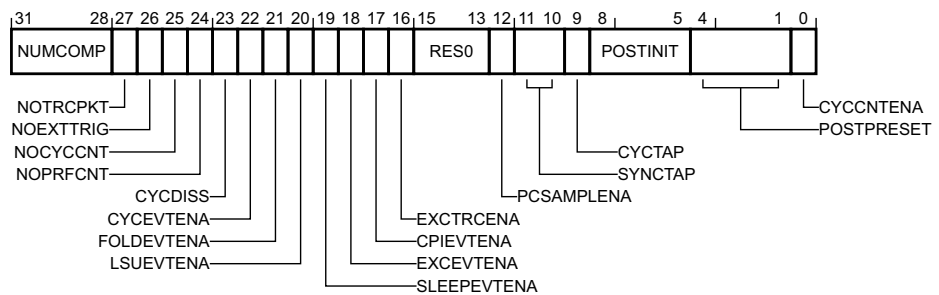 31 28 27 26 25 24 23 22 21 20 19 18 17 16 15 13 12 11 10 9 8 5 4 1 0
NUMCOMP RES0 POSTINIT
NOTRCPKT CYCCNTENA
NOEXTTRIG POSTPRESET
NOCYCCNT CYCTAP
NOPRFCNT SYNCTAP
CYCDISS PCSAMPLENA
CYCEVTENA EXCTRCENA
FOLDEVTENA CPIEVTENA
LSUEVTENA EXCEVTENA
SLEEPEVTENA